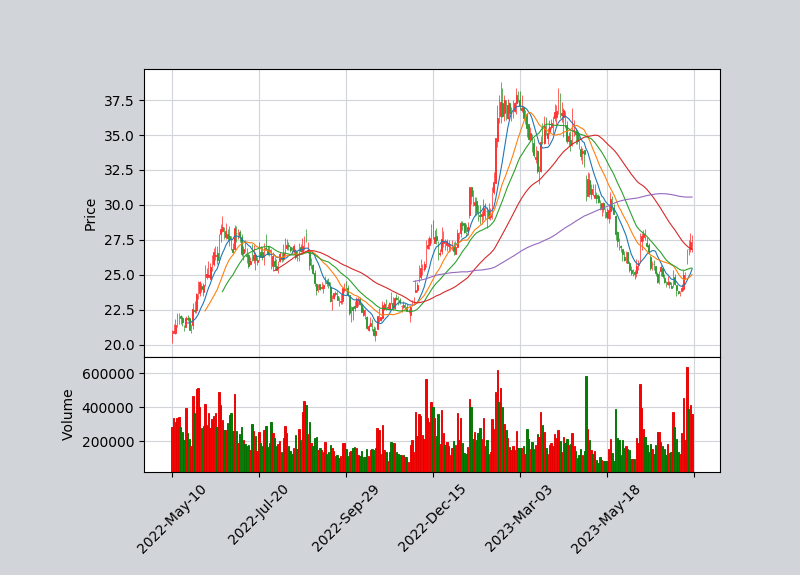 37.5
35.0
32.5
30.0
27.5
25.0
22.5
20.0
Price
600000
400000
200000
Volume
2022-May-10
2022-Jul-20
2022-Sep-29
2022-Dec-15
2023-Mar-03
2023-May-18